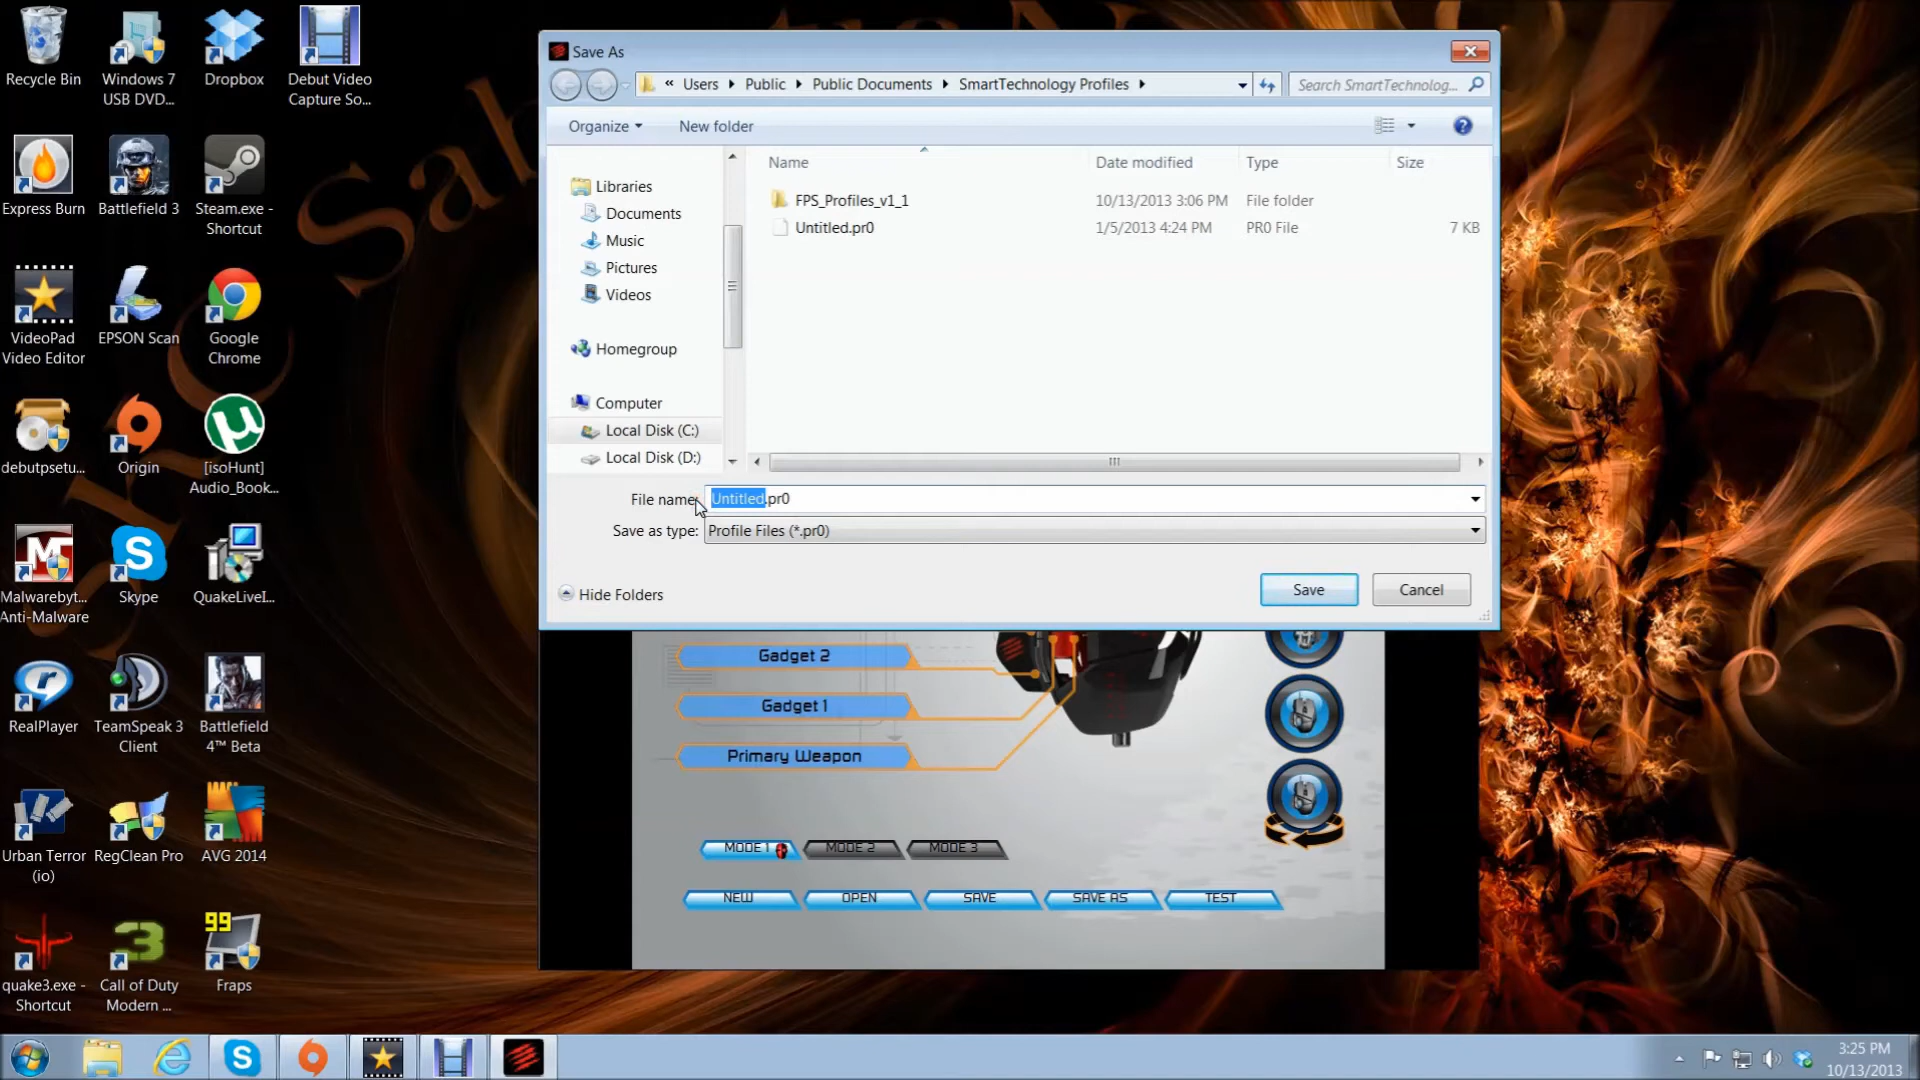 Recycle Bin
Windows 7
USB DVD...
Dropbox
Debut Video
Capture So...
Express Burn
Battlefield 3
Steam.exe -
Shortcut
VideoPad
Video Editor
EPSON Scan
Google
Chrome
debutpsetu...
Origin
[isoHunt]
Audio_Book...
Malwarebyt...
Anti-Malware
Skype
QuakeLiveI...
RealPlayer
TeamSpeak 3
Client
Battlefield
4™ Beta
Urban Terror
(io)
RegClean Pro
AVG 2014
quake3.exe -
Shortcut
Call of Duty
Modern ...
99
Fraps
Save As
« Users Public Public Documents SmartTechnology Profiles
Search SmartTechnolog...
Organize
New folder
Name Date modified Type Size
FPS_Profiles_v1_1 10/13/2013 3:06 PM File folder
Untitled.pr0 1/5/2013 4:24 PM PR0 File 7 KB
Libraries
Documents
Music
Pictures
Videos
Homegroup
Computer
Local Disk (C:)
Local Disk (D:)
File name: Untitled.pr0
Save as type: Profile Files (*.pr0)
Hide Folders
Save
Cancel
Gadget 2
Gadget 1
Primary Weapon
MODE 1 MODE 2 MODE 3
NEW OPEN SAVE SAVE AS TEST
3:25 PM
10/13/2013